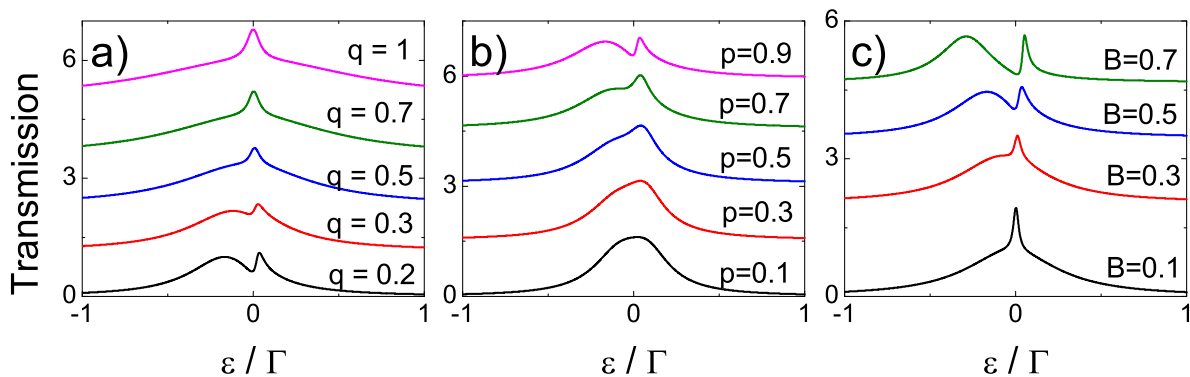 Transmission
a)
6
3
0
q = 1
q = 0.7
q = 0.5
q = 0.3
q = 0.2
-1 0 1
ε / Γ
b)
6
3
0
p=0.9
p=0.7
p=0.5
p=0.3
p=0.1
-1 0 1
ε / Γ
c)
6
3
0
B=0.7
B=0.5
B=0.3
B=0.1
-1 0 1
ε / Γ